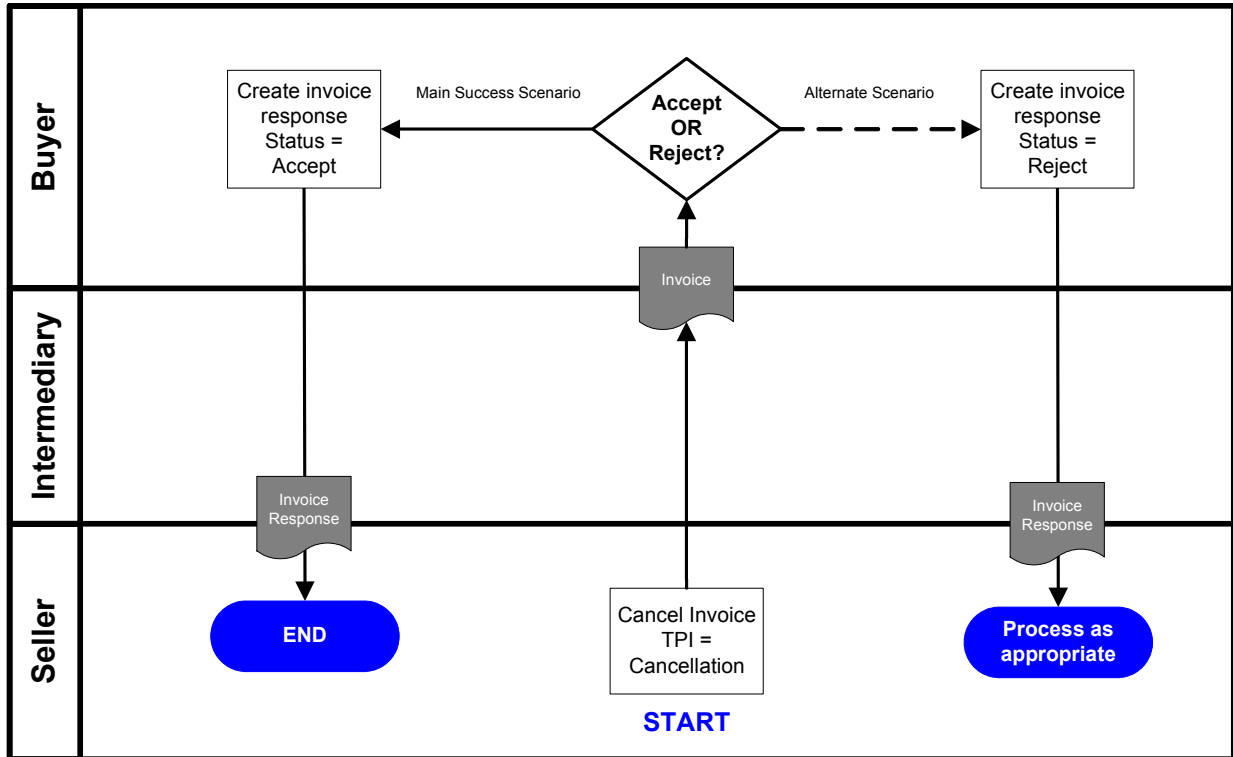 Buyer
Create invoice
response
Status =
Accept
Main Success Scenario
Accept
OR
Reject?
Alternate Scenario
Create invoice
response
Status =
Reject
Invoice
Intermediary
Invoice
Response
Invoice
Response
Seller
END
Cancel Invoice
TPI =
Cancellation
START
Process as
appropriate